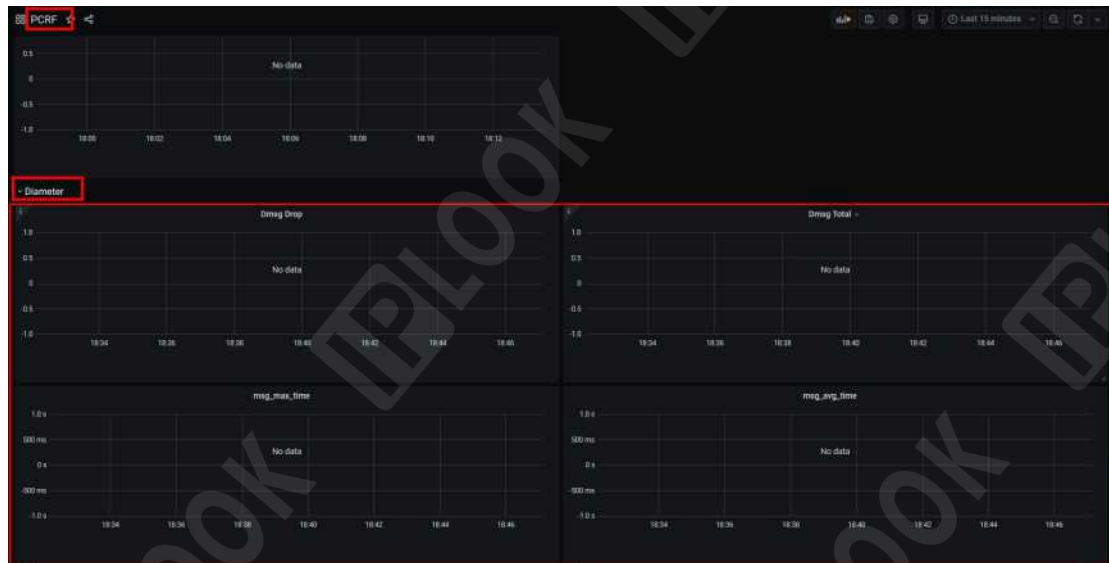 PCRF
Last 15 minutes
0.5
No data
0
-0.5
-1.0
18:00 18:02 18:04 18:06 18:08 18:10 18:12
Diameter
Dmsg Drop
1.0
0.5
No data
0
-0.5
-1.0
18:34 18:36 18:38 18:40 18:42 18:44 18:46
Dmsg Total
1.0
0.5
No data
0
-0.5
-1.0
18:34 18:36 18:38 18:40 18:42 18:44 18:46
msg_max_time
1.0 s
500 ms
No data
0 s
-500 ms
-1.0 s
18:34 18:36 18:38 18:40 18:42 18:44 18:46
msg_avg_time
1.0 s
500 ms
No data
0 s
-500 ms
-1.0 s
18:34 18:36 18:38 18:40 18:42 18:44 18:46
IPLOOK